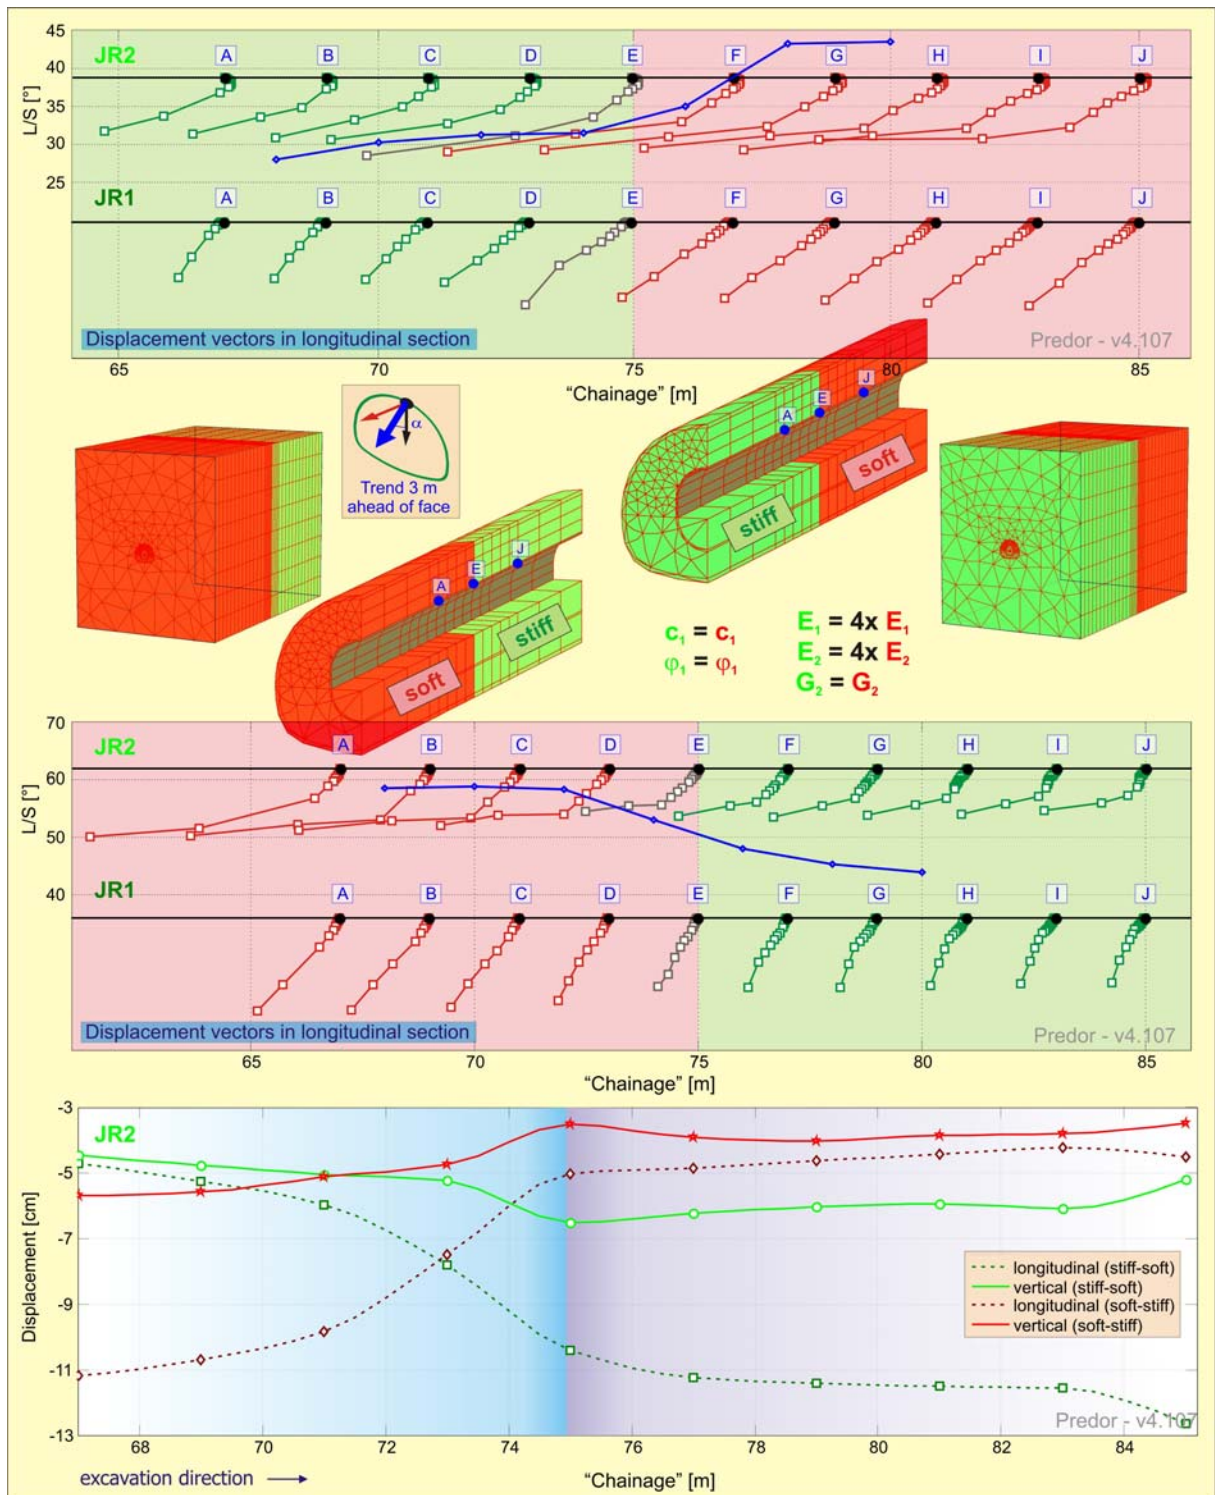 JR2 A B C D E F G H I J
45
40
35
30
25
L/S [°]
JR1 A B C D E F G H I J
Displacement vectors in longitudinal section Predor - v4.107
65 70 75 80 85
“Chainage” [m]
α
Trend 3 m
ahead of face
A E J
stiff soft
A E J
soft stiff
c₁ = c₁
φ₁ = φ₁
E₁ = 4x E₁
E₂ = 4x E₂
G₂ = G₂
JR2 A B C D E F G H I J
70
60
50
40
L/S [°]
JR1 A B C D E F G H I J
Displacement vectors in longitudinal section Predor - v4.107
65 70 75 80 85
“Chainage” [m]
JR2
-3
-5
-7
-9
-11
-13
Displacement [cm]
longitudinal (stiff-soft)
vertical (stiff-soft)
longitudinal (soft-stiff)
vertical (soft-stiff)
Predor - v4.107
68 70 72 74 76 78 80 82 84
excavation direction “Chainage” [m]